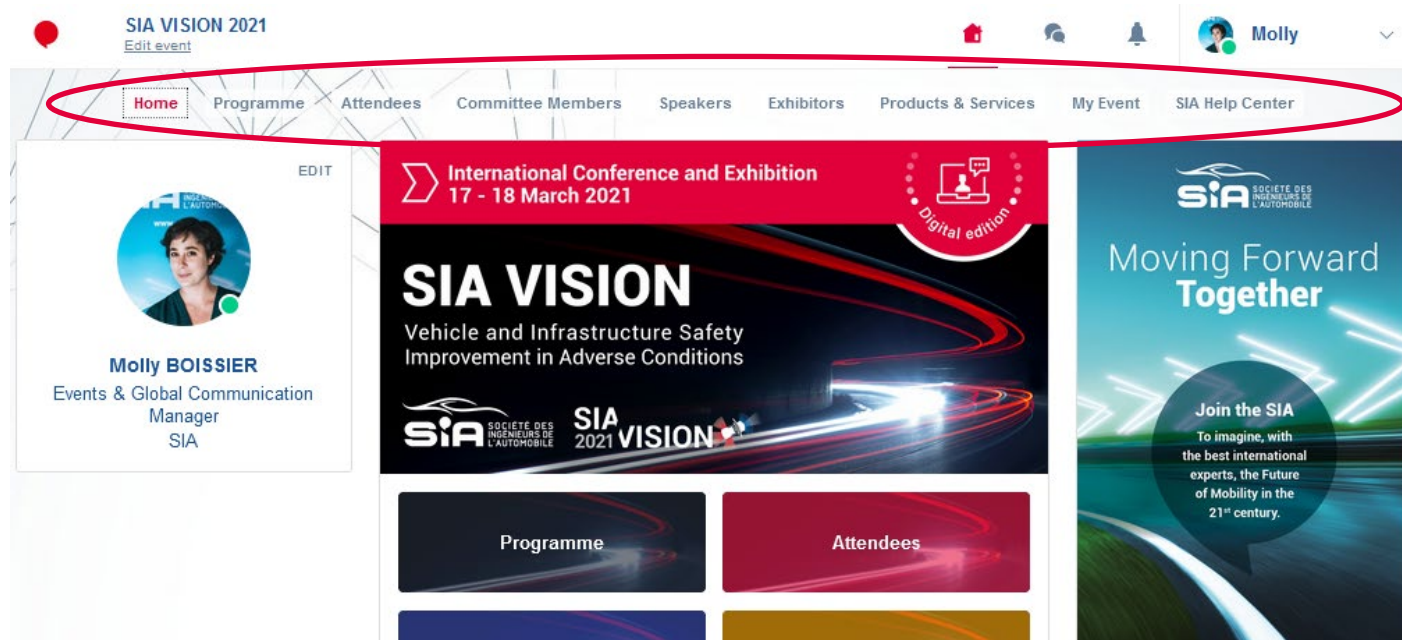 SIA VISION 2021
Edit event
Molly
Home Programme Attendees Committee Members Speakers Exhibitors Products & Services My Event SIA Help Center
EDIT
Molly BOISSIER
Events & Global Communication
Manager
SIA
International Conference and Exhibition
17 - 18 March 2021
Digital edition
SIA VISION
Vehicle and Infrastructure Safety
Improvement in Adverse Conditions
SiA SOCIÉTÉ DES
INGÉNIEURS DE
L'AUTOMOBILE
SIA
2021 VISION
Programme
Attendees
SiA SOCIÉTÉ DES
INGÉNIEURS DE
L'AUTOMOBILE
Moving Forward
Together
Join the SIA
To imagine, with
the best international
experts, the Future
of Mobility in the
21st century.